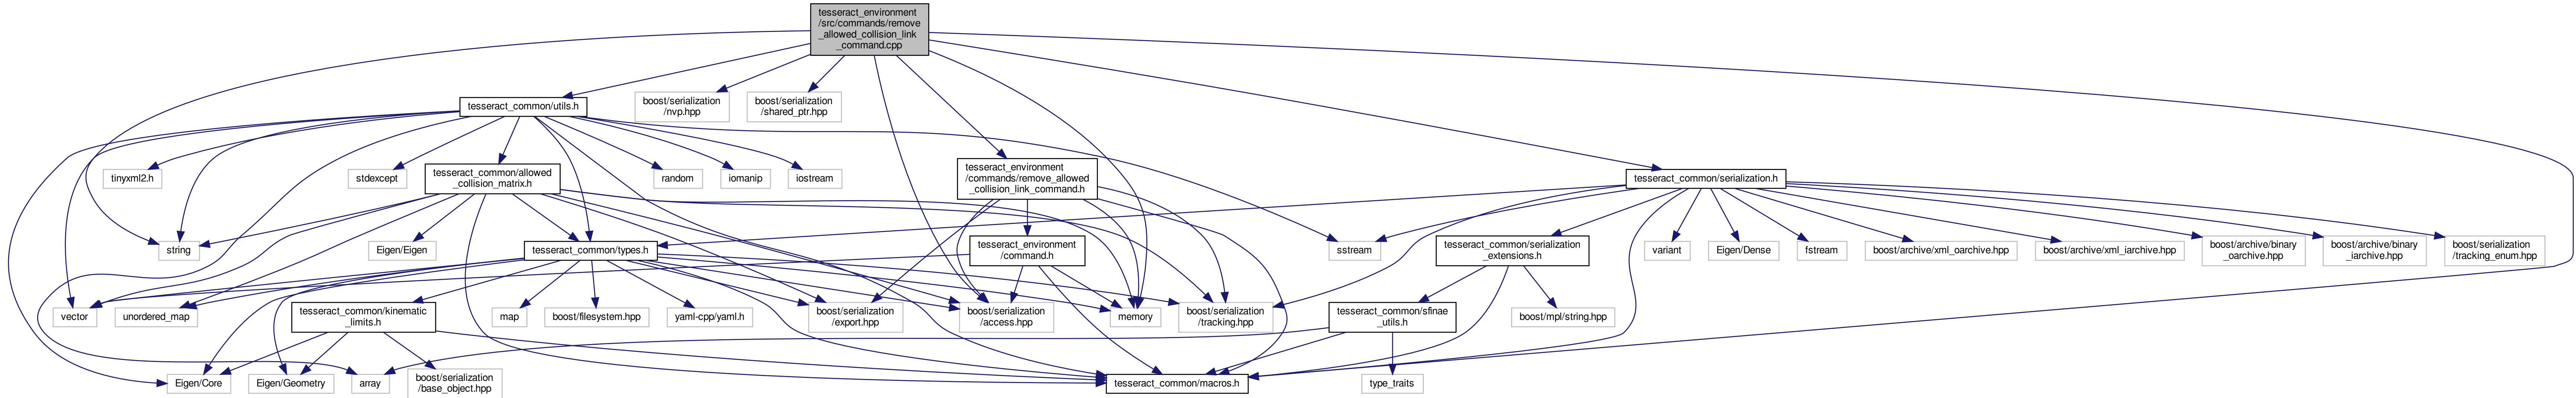 tesseract_environment
/src/commands/remove
_allowed_collision_link
_command.cpp
tesseract_common/utils.h
boost/serialization
/nvp.hpp
boost/serialization
/shared_ptr.hpp
tinyxml2.h
stdexcept
tesseract_common/allowed
_collision_matrix.h
random
iomanip
iostream
tesseract_environment
/commands/remove_allowed
_collision_link_command.h
tesseract_common/serialization.h
string
Eigen/Eigen
tesseract_common/types.h
tesseract_environment
/command.h
sstream
tesseract_common/serialization
_extensions.h
variant
Eigen/Dense
fstream
boost/archive/xml_oarchive.hpp
boost/archive/xml_iarchive.hpp
boost/archive/binary
_oarchive.hpp
boost/archive/binary
_iarchive.hpp
boost/serialization
/tracking_enum.hpp
vector
unordered_map
tesseract_common/kinematic
_limits.h
map
boost/filesystem.hpp
yaml-cpp/yaml.h
boost/serialization
/export.hpp
boost/serialization
/access.hpp
memory
boost/serialization
/tracking.hpp
tesseract_common/sfinae
_utils.h
boost/mpl/string.hpp
Eigen/Core
Eigen/Geometry
array
boost/serialization
/base_object.hpp
tesseract_common/macros.h
type_traits